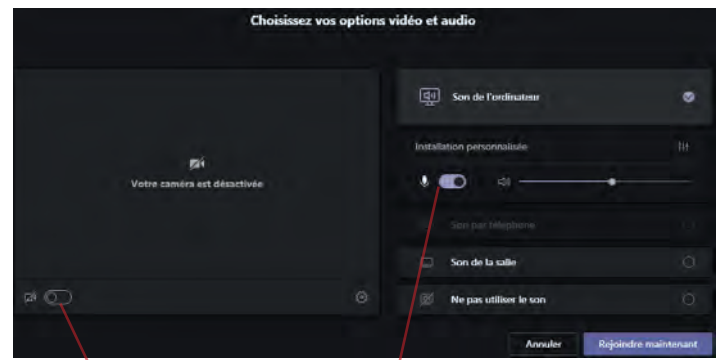 Choisissez vos options vidéo et audio
Son de l'ordinateur
Installation personnalisée
Votre caméra est désactivée
Son par téléphone
Son de la salle
Ne pas utiliser le son
Annuler
Rejoindre maintenant